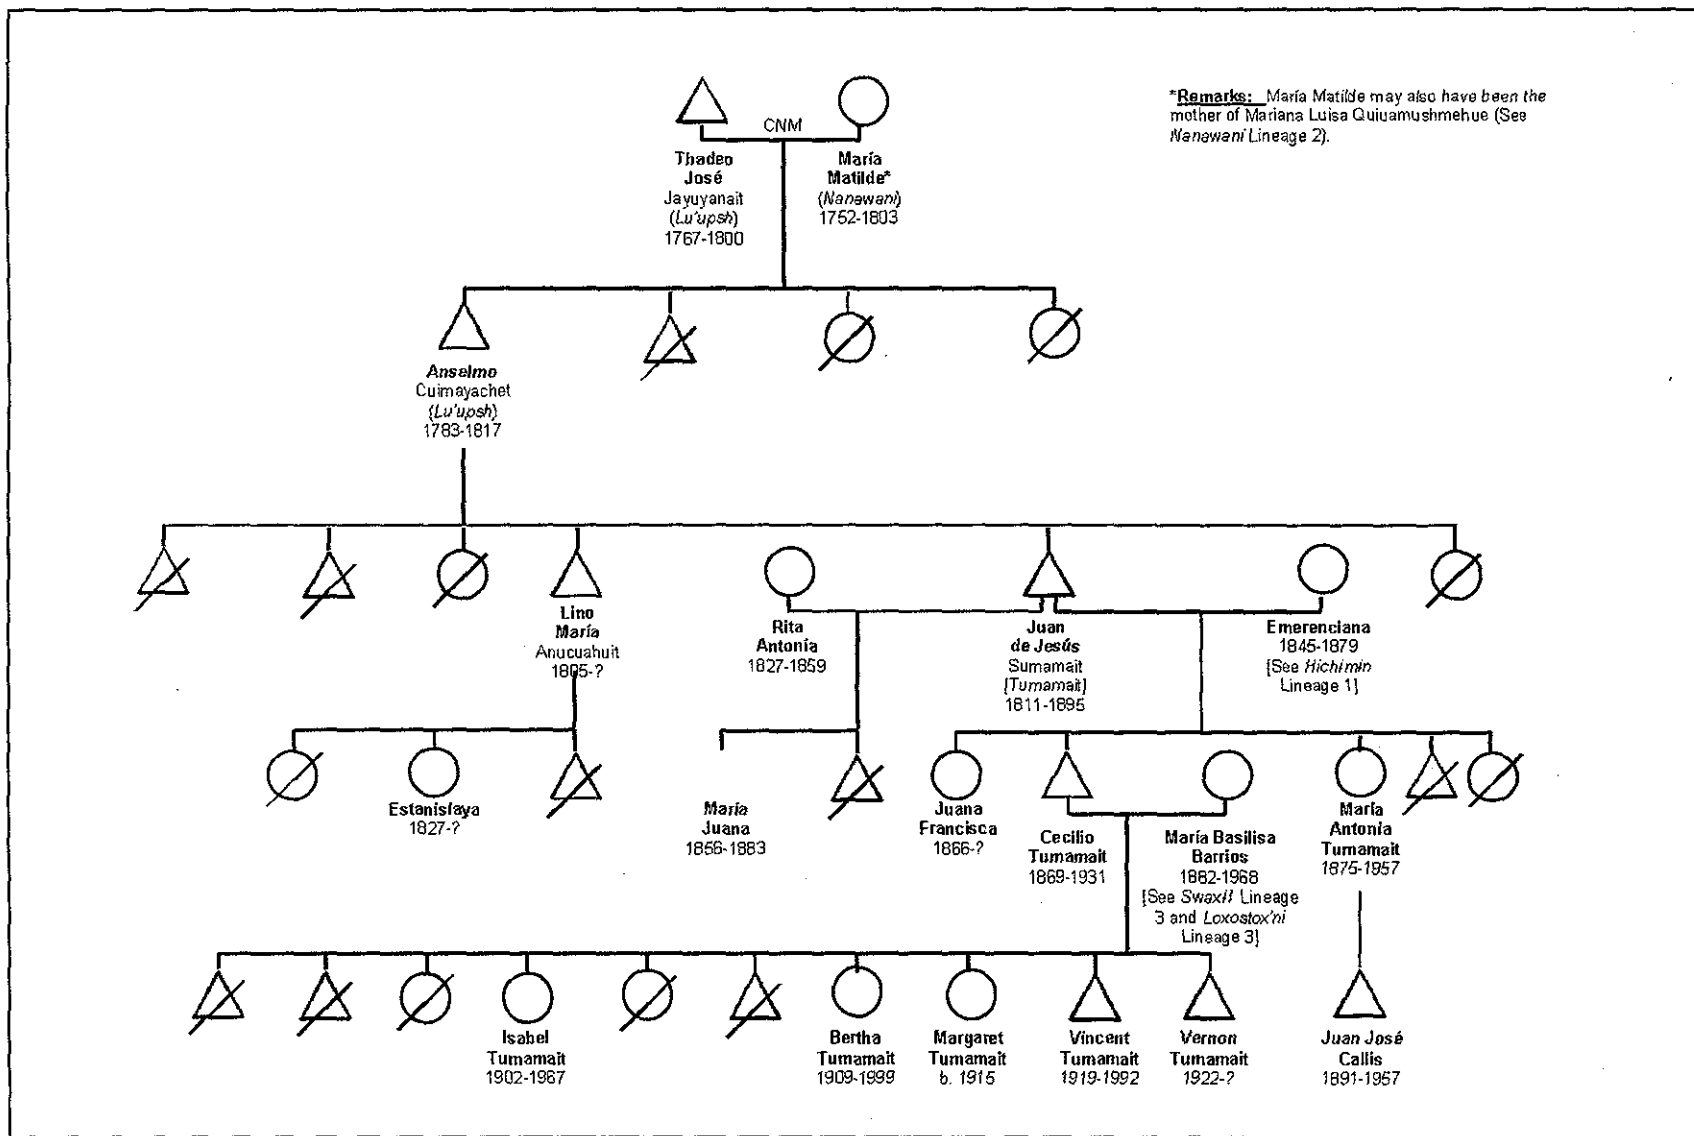 *Remarks: María Matilde may also have been the
mother of Mariana Luisa Quiuamushmehue (See
Nanawani Lineage 2).
CNM
Thadeo
José
Jayuyanait
(Lu'upsh)
1767-1800
María
Matilde*
(Nanawani)
1752-1803
Anselmo
Cuimayachet
(Lu'upsh)
1783-1817
Lino
María
Anucuahuit
1805-?
Rita
Antonía
1827-1859
Juan
de Jesús
Sumamait
[Tumamait]
1811-1895
Emerenciana
1845-1879
[See Hichimin
Lineage 1]
Estanislaya
1827-?
María
Juana
1856-1883
Juana
Francisca
1866-?
Cecilio
Tumamait
1869-1931
María Basilisa
Barrios
1882-1968
[See Swaxil Lineage
3 and Loxostox'ni
Lineage 3]
María
Antonía
Tumamait
1875-1957
Isabel
Tumamait
1902-1967
Bertha
Tumamait
1909-1999
Margaret
Tumamait
b. 1915
Vincent
Tumamait
1919-1992
Vernon
Tumamait
1922-?
Juan José
Callis
1891-1957